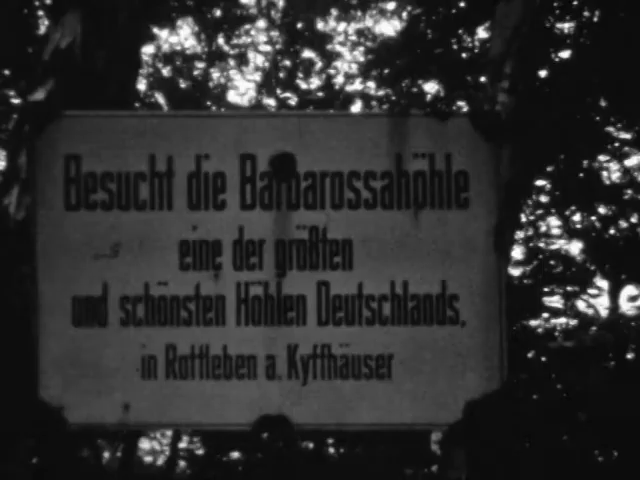 Besucht die Barbarossahöhle
eine der größten
und schönsten Höhlen Deutschlands,
in Rottleben a. Kyffhäuser